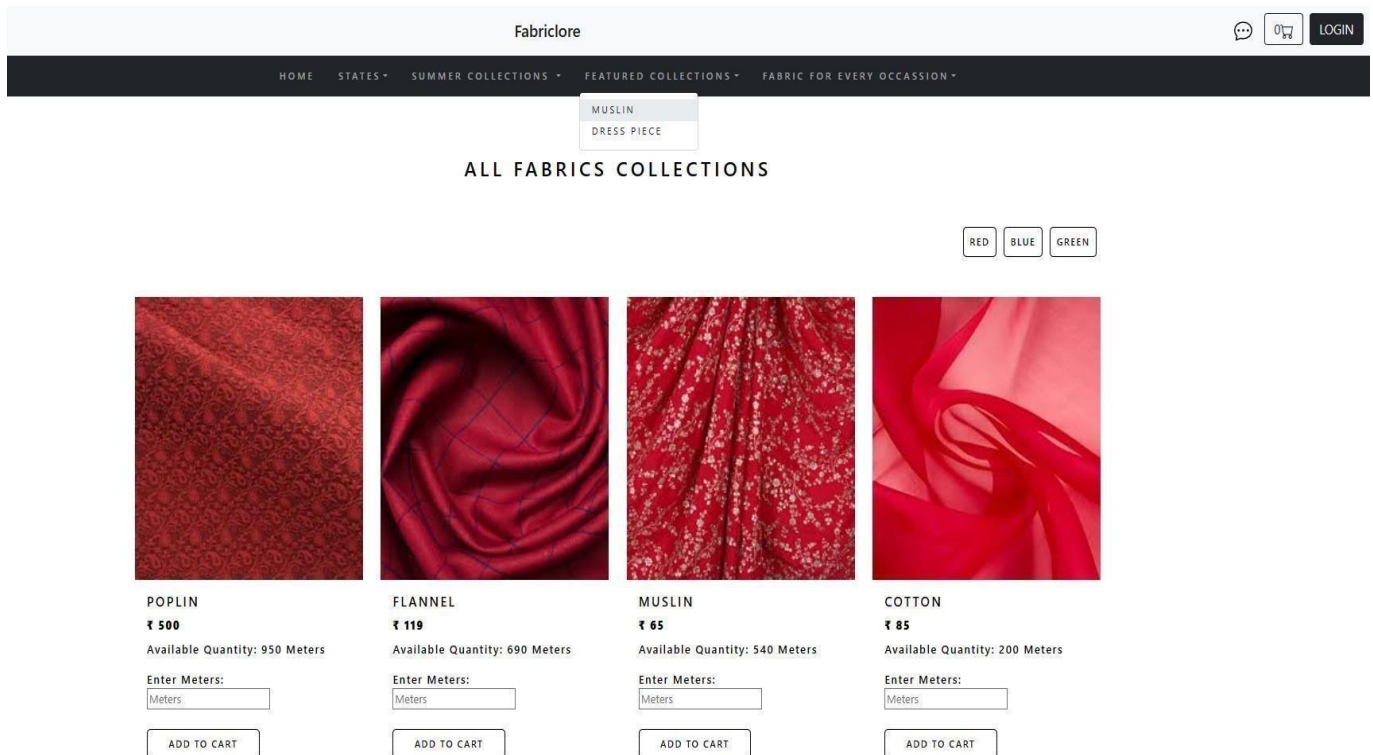 Fabriclore
0
LOGIN
HOME STATES SUMMER COLLECTIONS FEATURED COLLECTIONS FABRIC FOR EVERY OCCASSION
MUSLIN
DRESS PIECE
ALL FABRICS COLLECTIONS
RED BLUE GREEN
POPLIN
₹ 500
Available Quantity: 950 Meters
Enter Meters:
Meters
ADD TO CART
FLANNEL
₹ 119
Available Quantity: 690 Meters
Enter Meters:
Meters
ADD TO CART
MUSLIN
₹ 65
Available Quantity: 540 Meters
Enter Meters:
Meters
ADD TO CART
COTTON
₹ 85
Available Quantity: 200 Meters
Enter Meters:
Meters
ADD TO CART